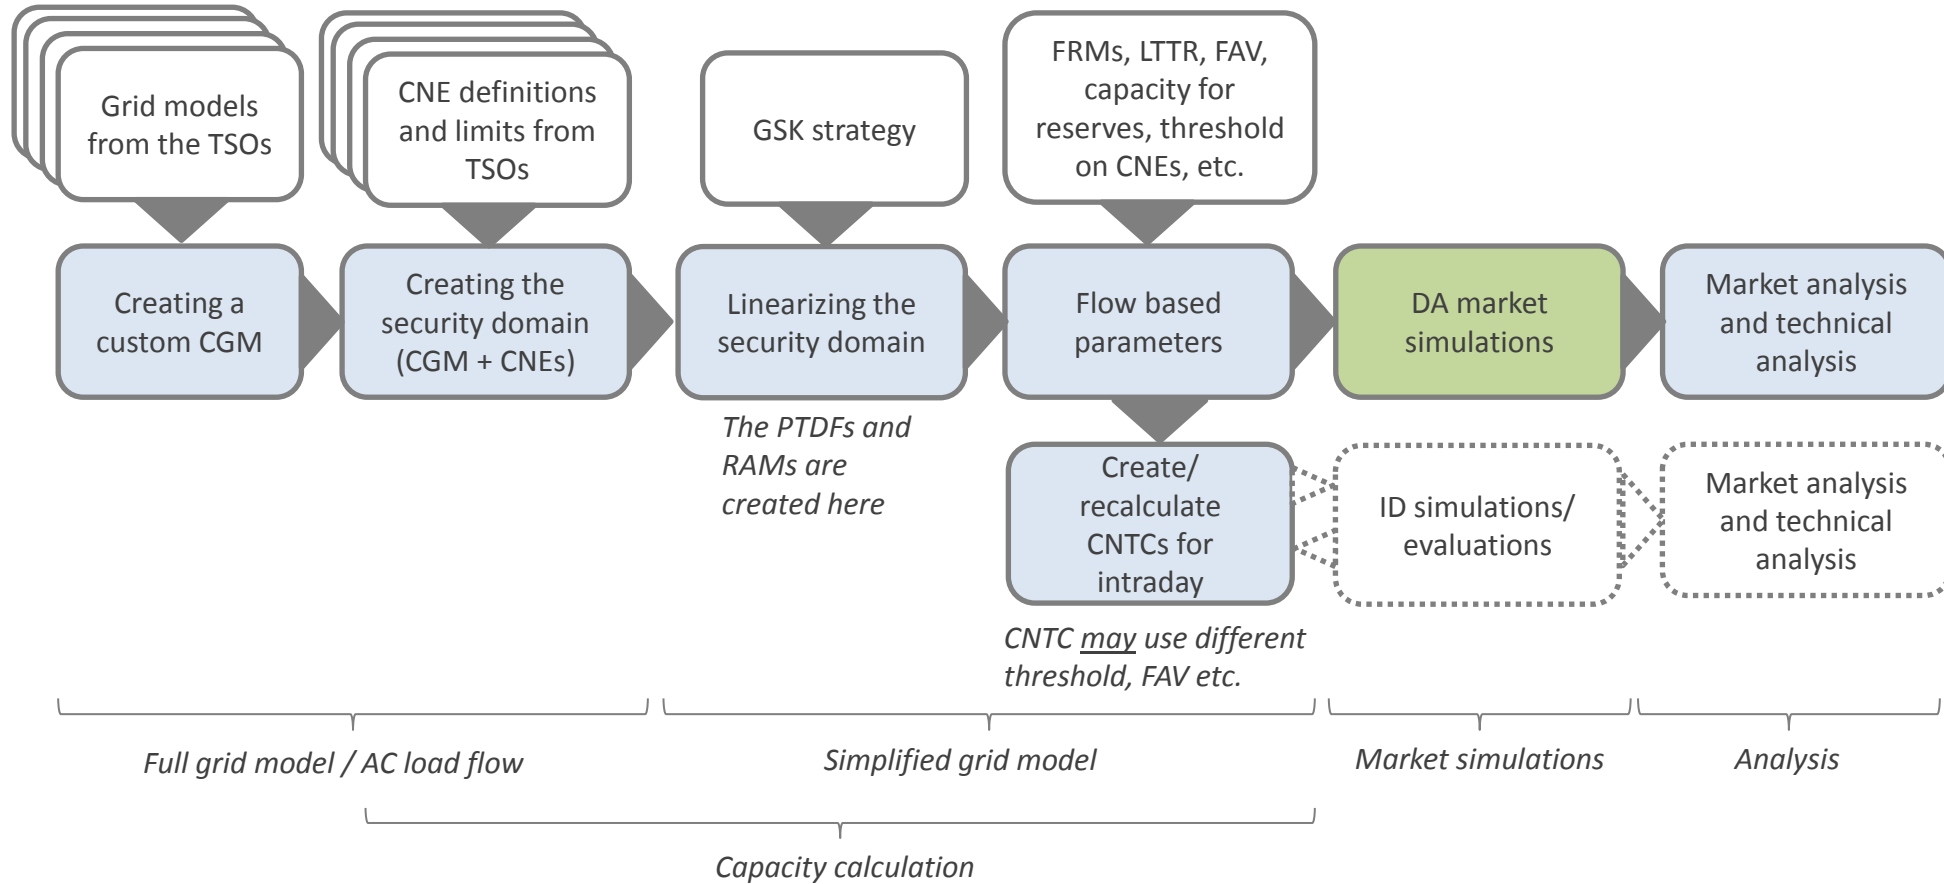 Grid models
from the TSOs
CNE definitions
and limits from
TSOs
GSK strategy
FRMs, LTTR, FAV,
capacity for
reserves, threshold
on CNEs, etc.
Creating a
custom CGM
Creating the
security domain
(CGM + CNEs)
Linearizing the
security domain
Flow based
parameters
DA market
simulations
Market analysis
and technical
analysis
The PTDFs and
RAMs are
created here
Create/
recalculate
CNTCs for
intraday
ID simulations/
evaluations
Market analysis
and technical
analysis
CNTC may use different
threshold, FAV etc.
Full grid model / AC load flow
Simplified grid model
Market simulations
Analysis
Capacity calculation